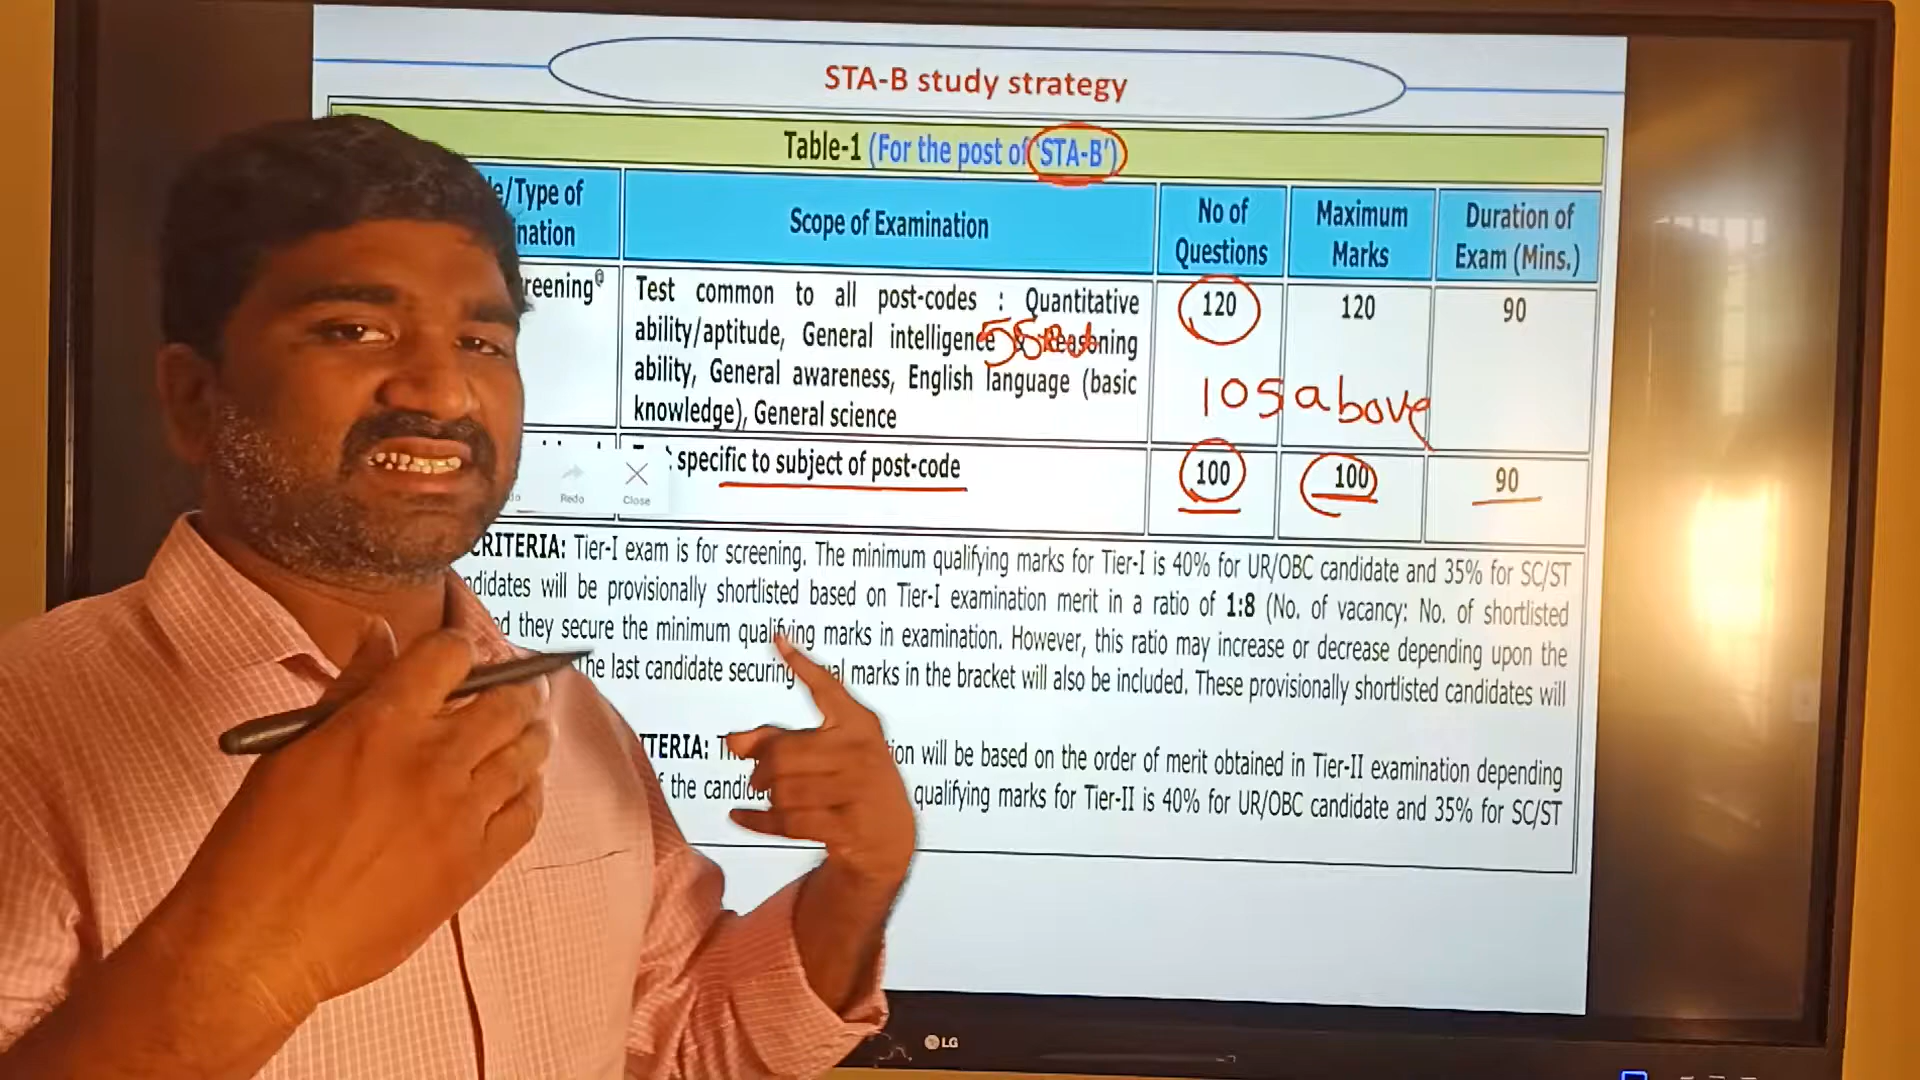 STA-B study strategy
Table-1 (For the post of 'STA-B')
e/Type of
nation
Scope of Examination
No of
Questions
Maximum
Marks
Duration of
Exam (Mins.)
reening@
Test common to all post-codes : Quantitative
ability/aptitude, General intelligence & Reasoning
ability, General awareness, English language (basic
knowledge), General science
120
120
90
105 above
specific to subject of post-code
100
100
90
Redo
Close
CRITERIA: Tier-I exam is for screening. The minimum qualifying marks for Tier-I is 40% for UR/OBC candidate and 35% for SC/ST
ndidates will be provisionally shortlisted based on Tier-I examination merit in a ratio of 1:8 (No. of vacancy: No. of shortlisted
they secure the minimum qualifying marks in examination. However, this ratio may increase or decrease depending upon the
The last candidate securing marks in the bracket will also be included. These provisionally shortlisted candidates will
TERIA: ion will be based on the order of merit obtained in Tier-II examination depending
f the candida qualifying marks for Tier-II is 40% for UR/OBC candidate and 35% for SC/ST
LG